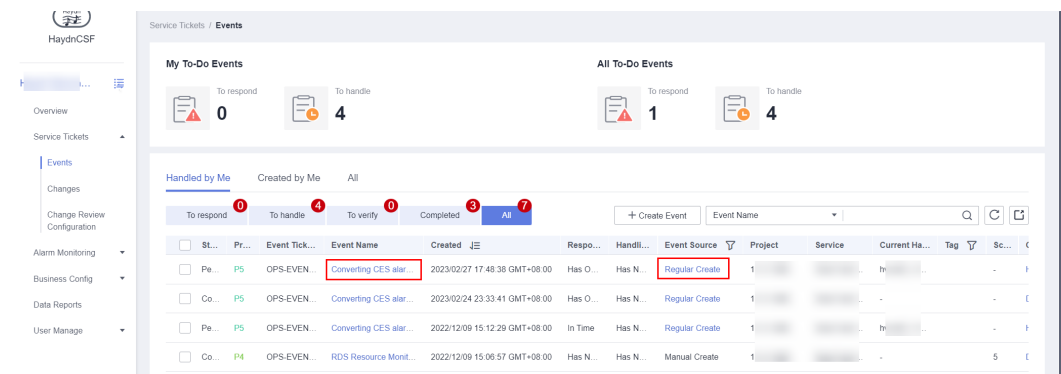 HaydnCSF
Service Tickets / Events
Overview
Service Tickets
Events
Changes
Change Review
Configuration
Alarm Monitoring
Business Config
Data Reports
User Manage
My To-Do Events
To respond
0
To handle
4
All To-Do Events
To respond
1
To handle
4
Handled by Me Created by Me All
To respond 0 To handle 4 To verify 0 Completed 3 All 7
+ Create Event Event Name
St... Pr... Event Tick... Event Name Created Respo... Handli... Event Source Project Service Current Ha... Tag Sc...
Pe... P5 OPS-EVEN... Converting CES alar... 2023/02/27 17:48:38 GMT+08:00 Has O... Has N... Regular Create 1 -
Co... P5 OPS-EVEN... Converting CES alar... 2023/02/24 23:33:41 GMT+08:00 Has O... Has N... Regular Create 1 - -
Pe... P5 OPS-EVEN... Converting CES alar... 2022/12/09 15:12:29 GMT+08:00 In Time Has N... Regular Create 1 -
Co... P4 OPS-EVEN... RDS Resource Monit... 2022/12/09 15:06:57 GMT+08:00 Has N... Has N... Manual Create 1 - 5